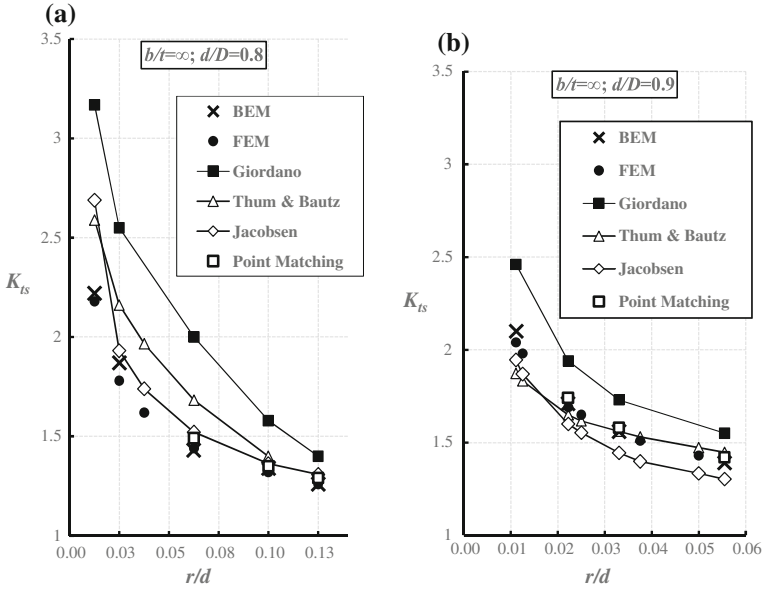 (a)
b/t=∞; d/D=0.8
3.5
3
2.5
2
1.5
1
K_ts
BEM
FEM
Giordano
Thum & Bautz
Jacobsen
Point Matching
0.00 0.03 0.05 0.08 0.10 0.13
r/d
(b)
b/t=∞; d/D=0.9
3.5
3
2.5
2
1.5
1
K_ts
BEM
FEM
Giordano
Thum & Bautz
Jacobsen
Point Matching
0.00 0.01 0.02 0.03 0.04 0.05 0.06
r/d